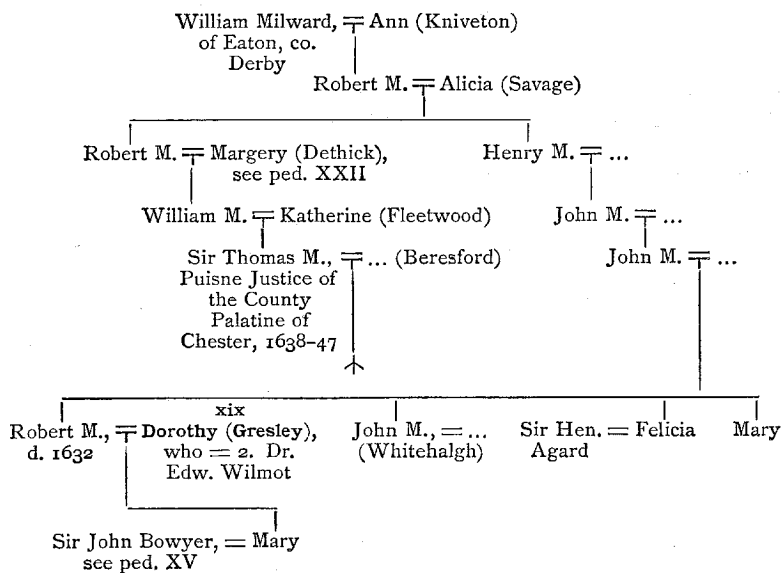 William Milward, = Ann (Kniveton)
of Eaton, co.
Derby
Robert M. = Alicia (Savage)
Robert M. = Margery (Dethick), Henry M. = ...
see ped. XXII
William M. = Katherine (Fleetwood) John M. = ...
Sir Thomas M., = ... (Beresford) John M. = ...
Puisne Justice of
the County
Palatine of
Chester, 1638–47
xix
Robert M., = Dorothy (Gresley), John M., = ... Sir Hen. = Felicia Mary
d. 1632 who = 2. Dr. (Whitehalgh) Agard
Edw. Wilmot
Sir John Bowyer, = Mary
see ped. XV